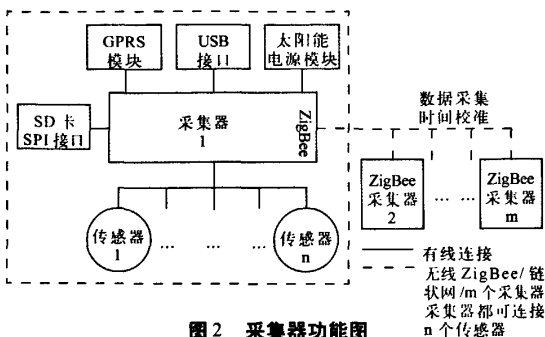 GPRS
模块
USB
接口
太阳能
电源模块
SD 卡
SPI 接口
采集器
1
ZigBee
数据采集
时间校准
ZigBee
采集器
2
... ...
ZigBee
采集器
m
传感器
1
... ... ...
传感器
n
有线连接
无线 ZigBee/ 链
状网 /m 个采集器
采集器都可连接
n 个传感器
图2 采集器功能图